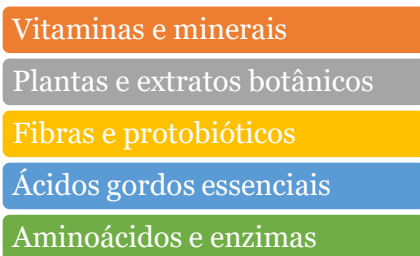 Vitaminas e minerais
Plantas e extratos botânicos
Fibras e protobióticos
Ácidos gordos essenciais
Aminoácidos e enzimas